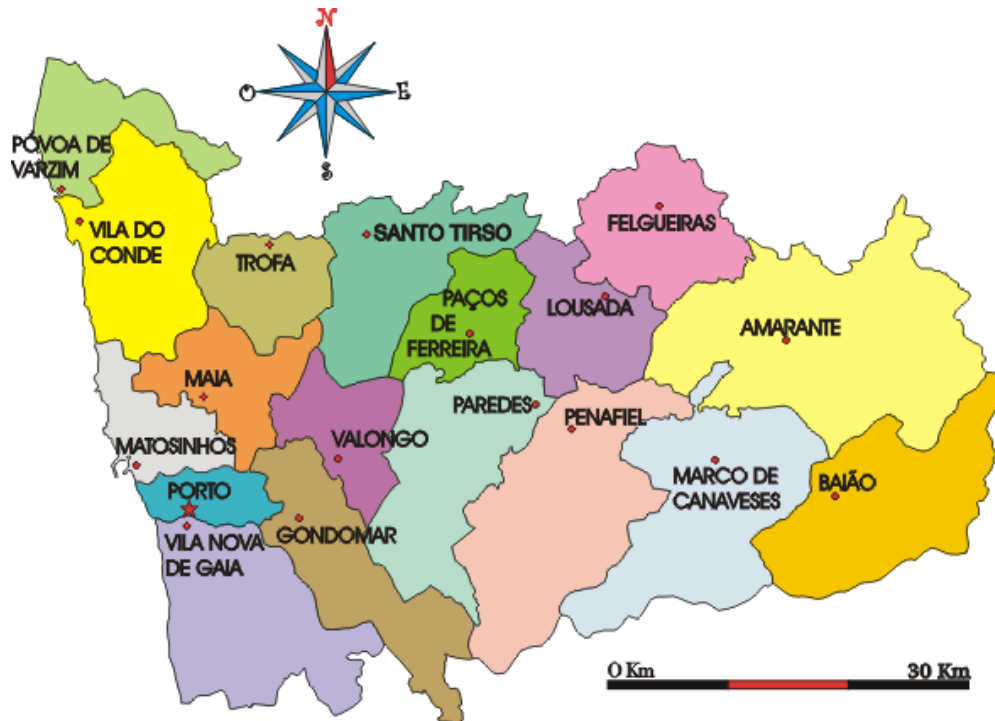 N
O
E
S
PÓVOA DE
VARZIM
VILA DO
CONDE
TROFA
SANTO TIRSO
FELGUEIRAS
PAÇOS
DE
FERREIRA
LOUSADA
AMARANTE
MAIA
MATOSINHOS
VALONGO
PAREDES
PENAFIEL
MARCO DE
CANAVESES
BAIÃO
PORTO
GONDOMAR
VILA NOVA
DE GAIA
0 Km
30 Km